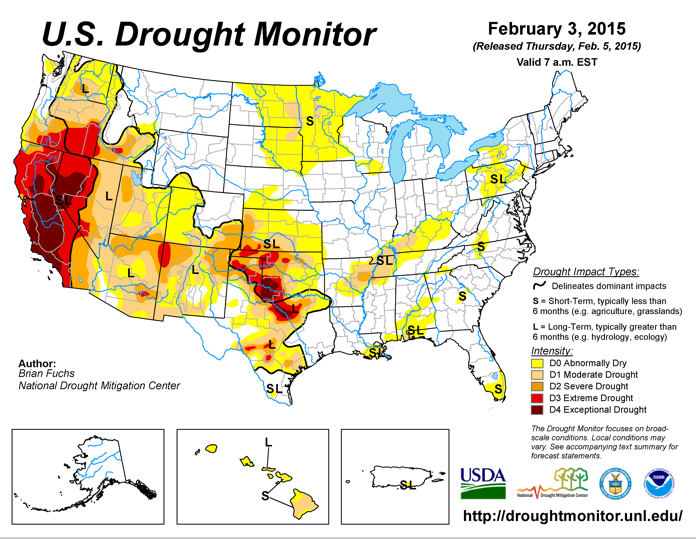 U.S. Drought Monitor
February 3, 2015
(Released Thursday, Feb. 5, 2015)
Valid 7 a.m. EST
L
S
SL
L
SL
SL
SL
S
L
L
S
SL
SL
L
S
SL
Drought Impact Types:
Delineates dominant impacts
S = Short-Term, typically less than
6 months (e.g. agriculture, grasslands)
L = Long-Term, typically greater than
6 months (e.g. hydrology, ecology)
Intensity:
D0 Abnormally Dry
D1 Moderate Drought
D2 Severe Drought
D3 Extreme Drought
D4 Exceptional Drought
Author:
Brian Fuchs
National Drought Mitigation Center
The Drought Monitor focuses on broad-
scale conditions. Local conditions may
vary. See accompanying text summary for
forecast statements.
L
S
SL
USDA
National Drought Mitigation Center
http://droughtmonitor.unl.edu/